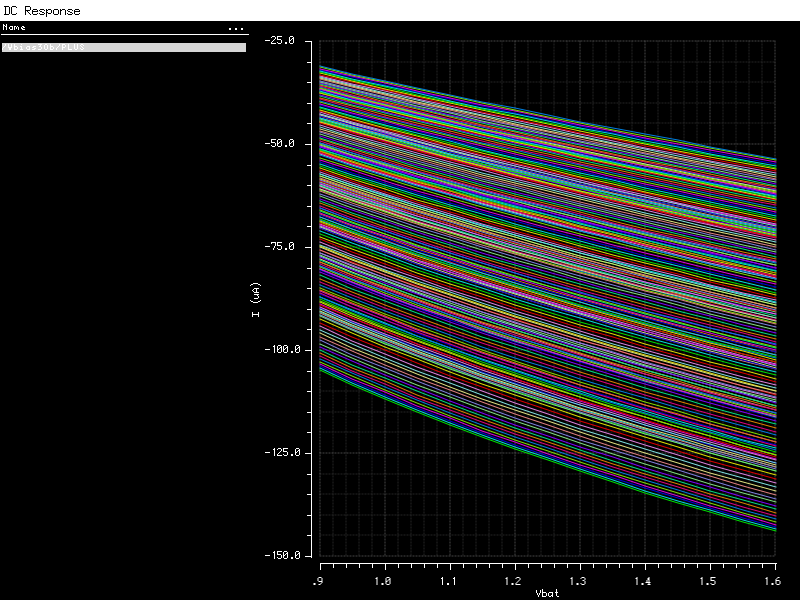 DC Response
Name
...
/Vbias30b/PLUS
-25.0
-50.0
-75.0
I (uA)
-100.0
-125.0
-150.0
.9 1.0 1.1 1.2 1.3 1.4 1.5 1.6
Vbat